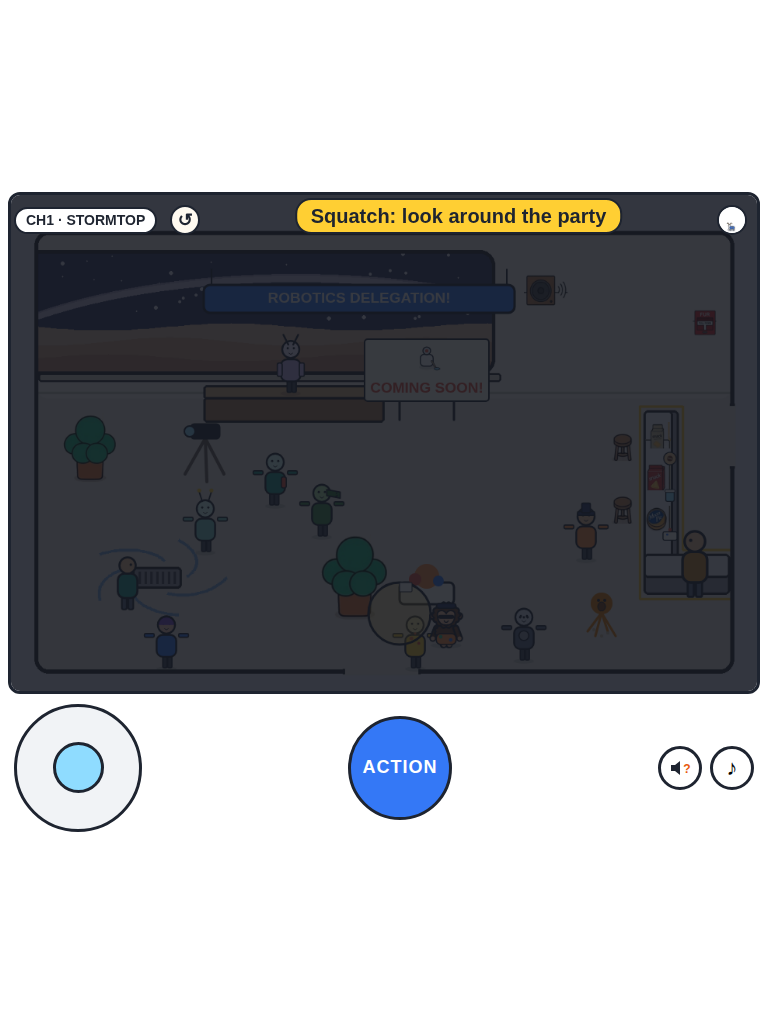 CH1 · STORMTOP
↺
Squatch: look around the party
ROBOTICS DELEGATION!
COMING SOON!
ACTION
?
♪